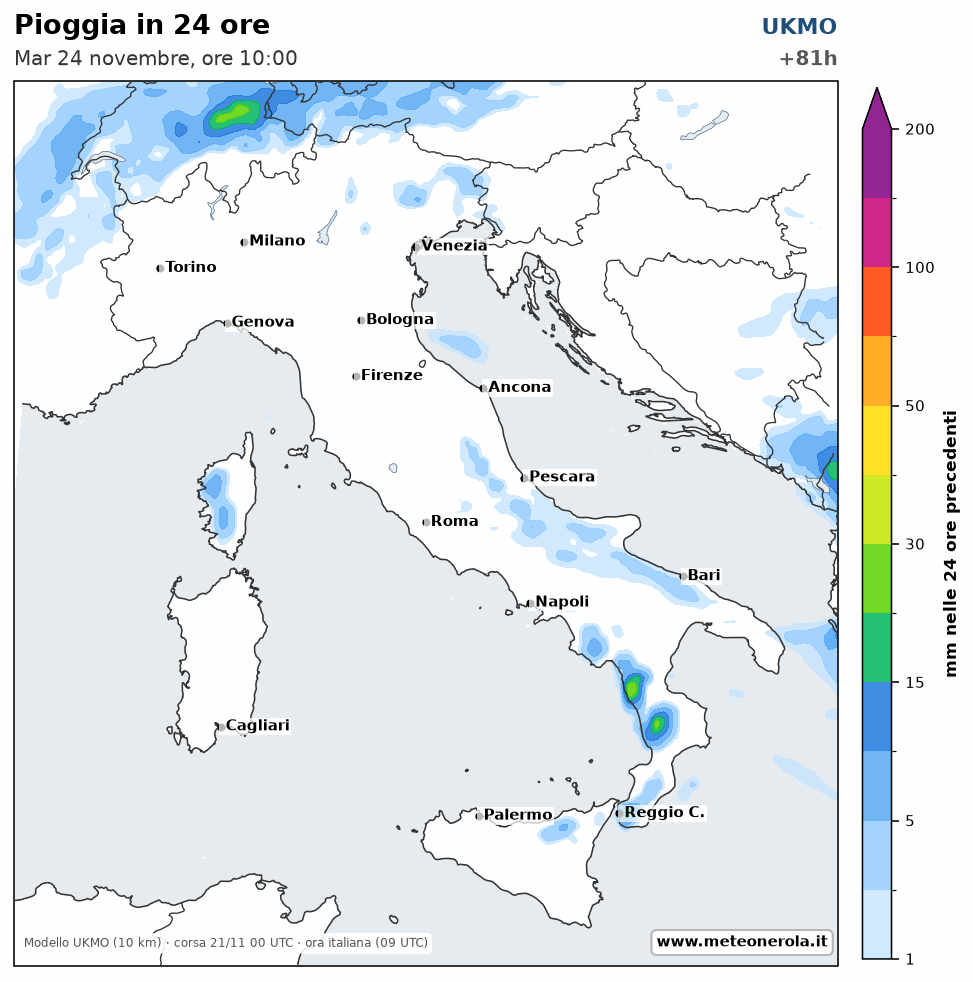 Pioggia in 24 ore
UKMO
Mar 24 novembre, ore 10:00
+81h
200
100
50
30
15
5
1
mm nelle 24 ore precedenti
Milano
Venezia
Torino
Genova
Bologna
Firenze
Ancona
Pescara
Roma
Bari
Napoli
Cagliari
Palermo
Reggio C.
Modello UKMO (10 km) · corsa 21/11 00 UTC · ora italiana (09 UTC)
www.meteonerola.it